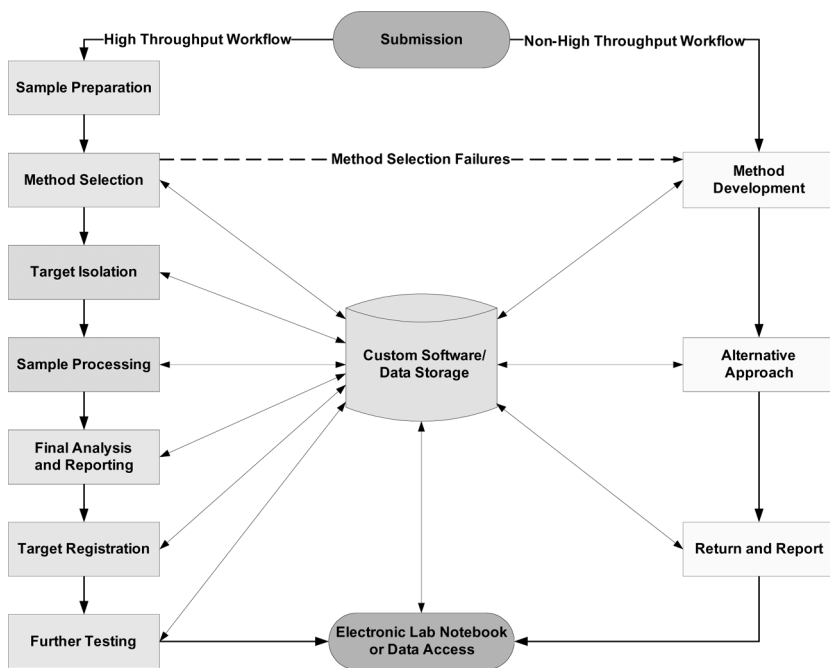 High Throughput Workflow
Submission
Non-High Throughput Workflow
Sample Preparation
Method Selection
Method Selection Failures
Method
Development
Target Isolation
Sample Processing
Custom Software/
Data Storage
Alternative
Approach
Final Analysis
and Reporting
Target Registration
Return and Report
Further Testing
Electronic Lab Notebook
or Data Access